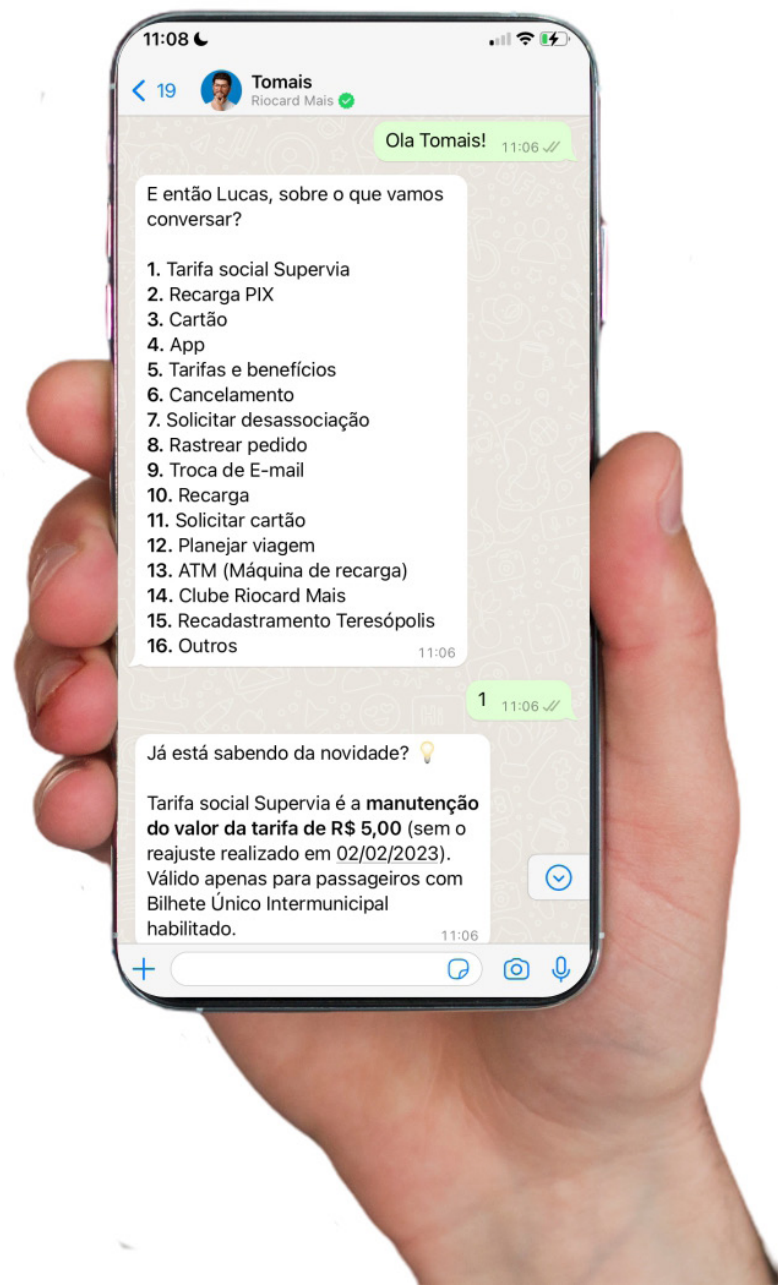 11:08
19
Tomais
Riocard Mais
Ola Tomais! 11:06
E então Lucas, sobre o que vamos
conversar?
1. Tarifa social Supervia
2. Recarga PIX
3. Cartão
4. App
5. Tarifas e benefícios
6. Cancelamento
7. Solicitar desassociação
8. Rastrear pedido
9. Troca de E-mail
10. Recarga
11. Solicitar cartão
12. Planejar viagem
13. ATM (Máquina de recarga)
14. Clube Riocard Mais
15. Recadastramento Teresópolis
16. Outros
11:06
1 11:06
Já está sabendo da novidade? 💡
Tarifa social Supervia é a manutenção
do valor da tarifa de R$ 5,00 (sem o
reajuste realizado em 02/02/2023).
Válido apenas para passageiros com
Bilhete Único Intermunicipal
habilitado.
11:06